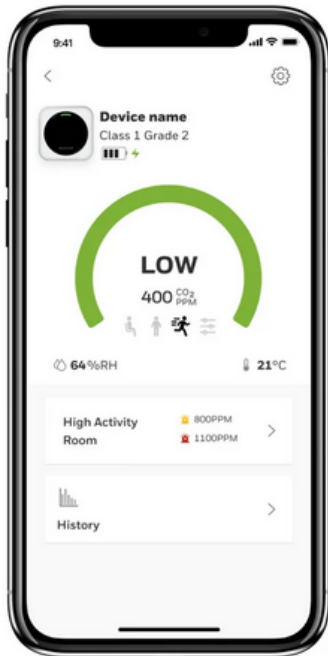 9:41
Device name
Class 1 Grade 2
LOW
400 CO2 PPM
64%RH
21°C
High Activity
Room
800PPM
1100PPM
History